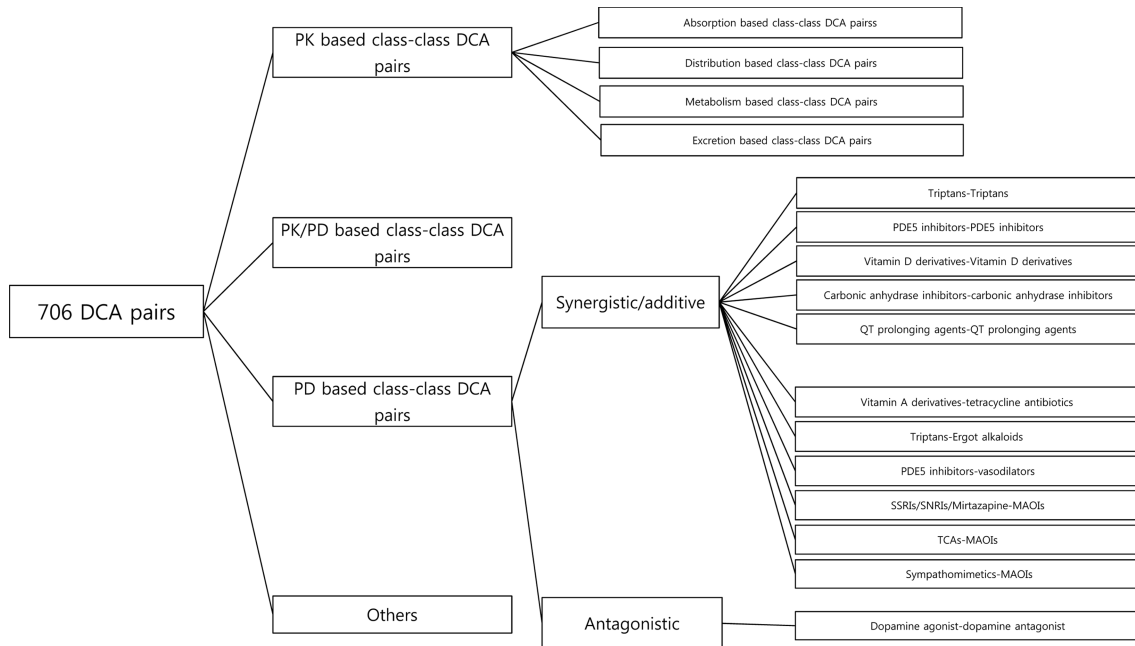 706 DCA pairs
PK based class-class DCA
pairs
Absorption based class-class DCA pairss
Distribution based class-class DCA pairs
Metabolism based class-class DCA pairs
Excretion based class-class DCA pairs
PK/PD based class-class DCA
pairs
PD based class-class DCA
pairs
Synergistic/additive
Triptans-Triptans
PDE5 inhibitors-PDE5 inhibitors
Vitamin D derivatives-Vitamin D derivatives
Carbonic anhydrase inhibitors-carbonic anhydrase inhibitors
QT prolonging agents-QT prolonging agents
Vitamin A derivatives-tetracycline antibiotics
Triptans-Ergot alkaloids
PDE5 inhibitors-vasodilators
SSRIs/SNRIs/Mirtazapine-MAOIs
TCAs-MAOIs
Sympathomimetics-MAOIs
Antagonistic
Dopamine agonist-dopamine antagonist
Others